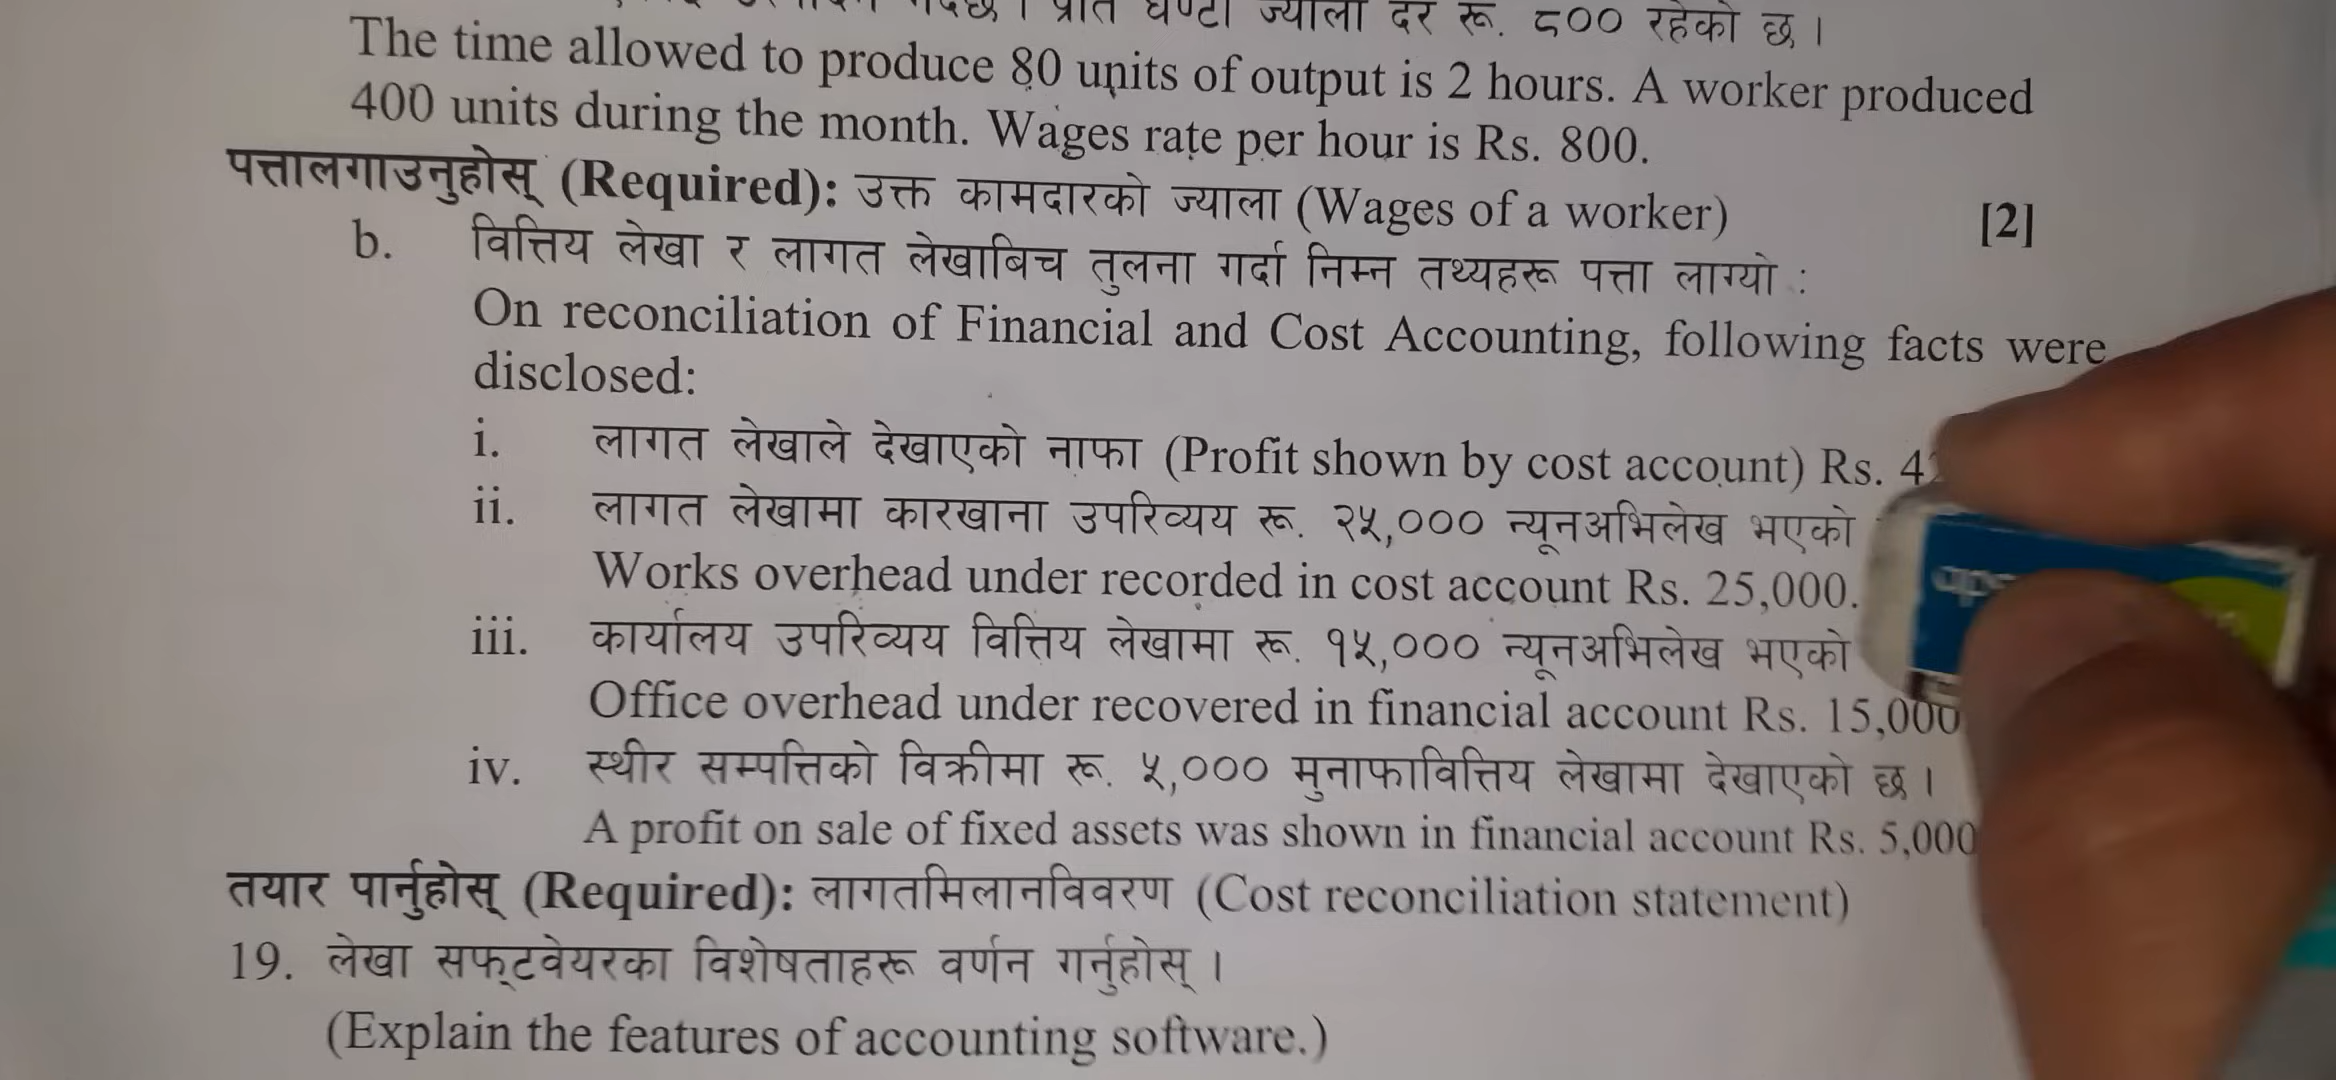 ज्याला दर रू. ८०० रहेको छ ।
The time allowed to produce 80 units of output is 2 hours. A worker produced
400 units during the month. Wages rate per hour is Rs. 800.
पत्तालगाउनुहोस् (Required): उक्त कामदारको ज्याला (Wages of a worker) [2]
b. वित्तिय लेखा र लागत लेखाबिच तुलना गर्दा निम्न तथ्यहरू पत्ता लाग्यो :
On reconciliation of Financial and Cost Accounting, following facts were
disclosed:
i. लागत लेखाले देखाएको नाफा (Profit shown by cost account) Rs. 4
ii. लागत लेखामा कारखाना उपरिव्यय रू. २५,००० न्यूनअभिलेख भएको
Works overhead under recorded in cost account Rs. 25,000.
iii. कार्यालय उपरिव्यय वित्तिय लेखामा रू. १५,००० न्यूनअभिलेख भएको
Office overhead under recovered in financial account Rs. 15,000
iv. स्थीर सम्पत्तिको विक्रीमा रू. ५,००० मुनाफावित्तिय लेखामा देखाएको छ ।
A profit on sale of fixed assets was shown in financial account Rs. 5,000
तयार पार्नुहोस् (Required): लागतमिलानविवरण (Cost reconciliation statement)
19. लेखा सफ्टवेयरका विशेषताहरू वर्णन गर्नुहोस् ।
(Explain the features of accounting software.)